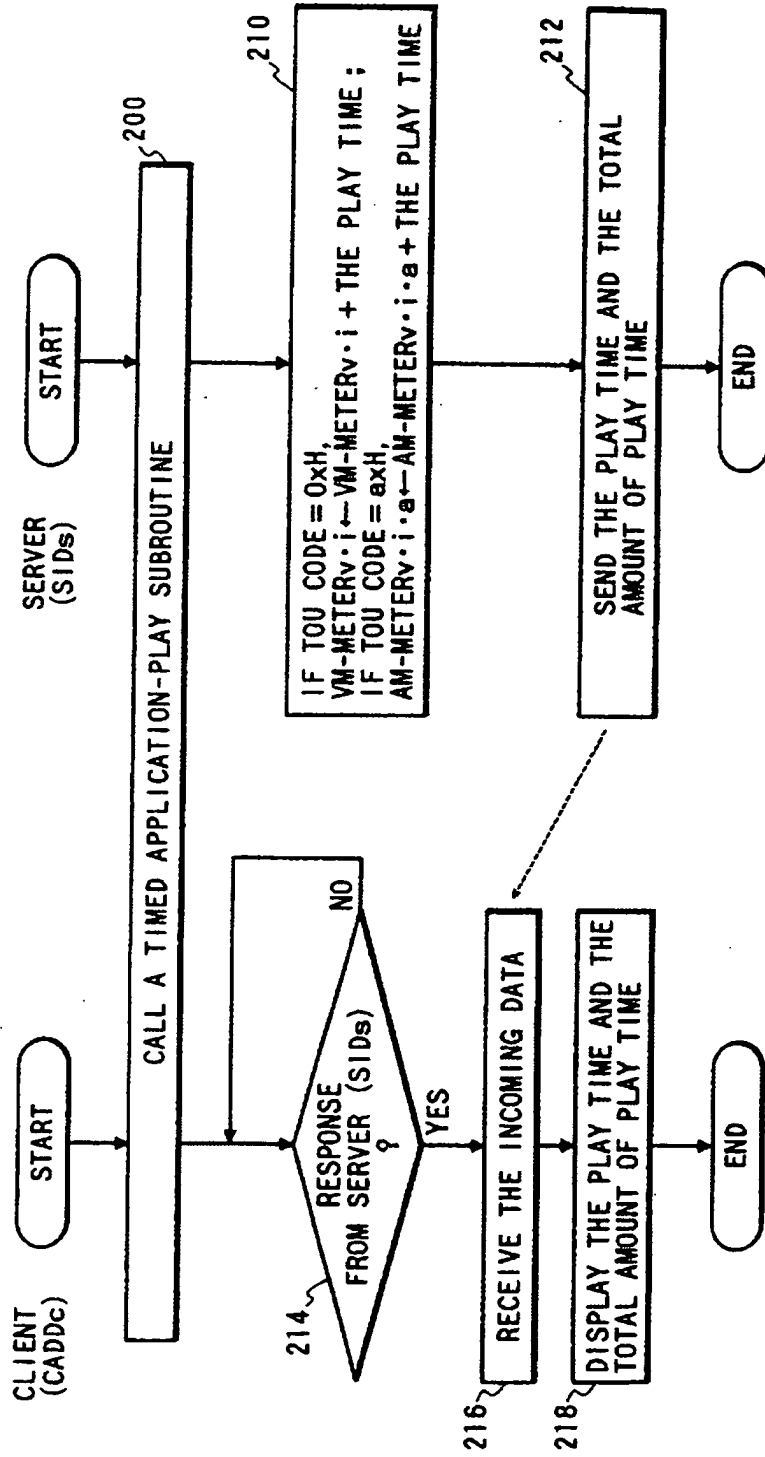 CLIENT
(CADDc)
START
SERVER
(SIDs)
START
200
CALL A TIMED APPLICATION-PLAY SUBROUTINE
210
IF TOU CODE=0xH,
VM-METERv·i←VM-METERv·i+THE PLAY TIME;
IF TOU CODE=axH,
AM-METERv·i·a←AM-METERv·i·a+THE PLAY TIME
212
SEND THE PLAY TIME AND THE TOTAL
AMOUNT OF PLAY TIME
END
214
RESPONSE
FROM SERVER (SIDs)
?
NO
YES
216
RECEIVE THE INCOMING DATA
218
DISPLAY THE PLAY TIME AND THE
TOTAL AMOUNT OF PLAY TIME
END